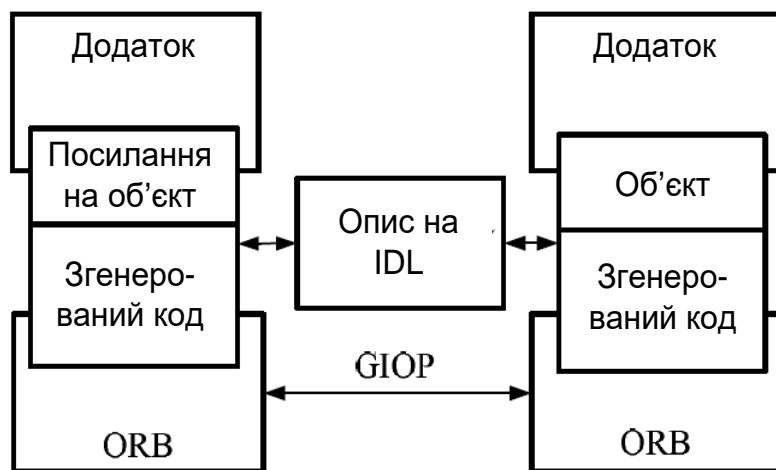 Додаток
Посилання
на об’єкт
Згенеро-
ваний код
ORB
Опис на
IDL
GIOP
Додаток
Об’єкт
Згенеро-
ваний код
ORB